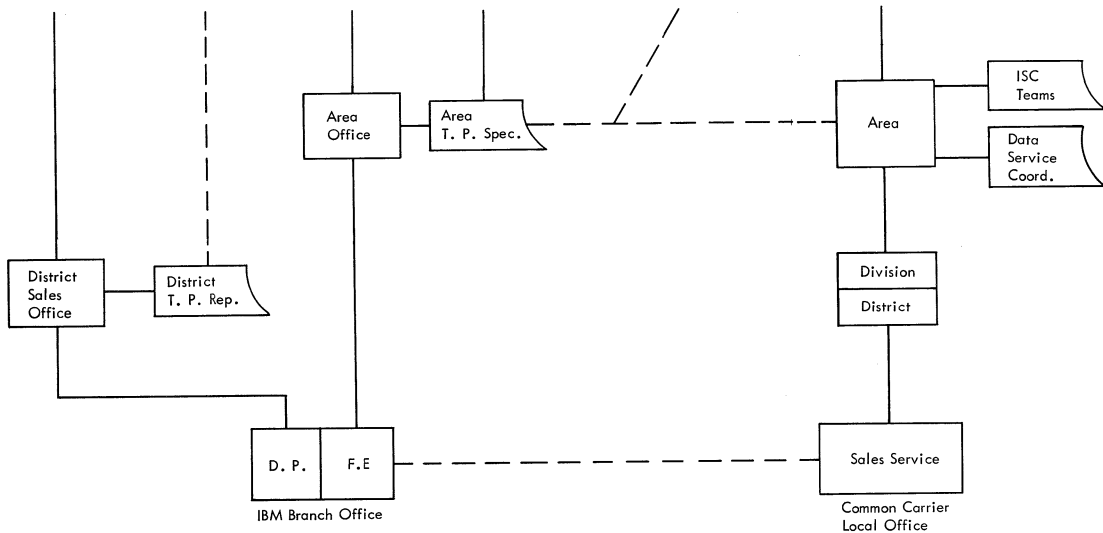 ISC
Teams
Area
Office
Area
T. P. Spec.
Area
Data
Service
Coord.
District
Sales
Office
District
T. P. Rep.
Division
District
D. P.
F.E
Sales Service
IBM Branch Office
Common Carrier
Local Office